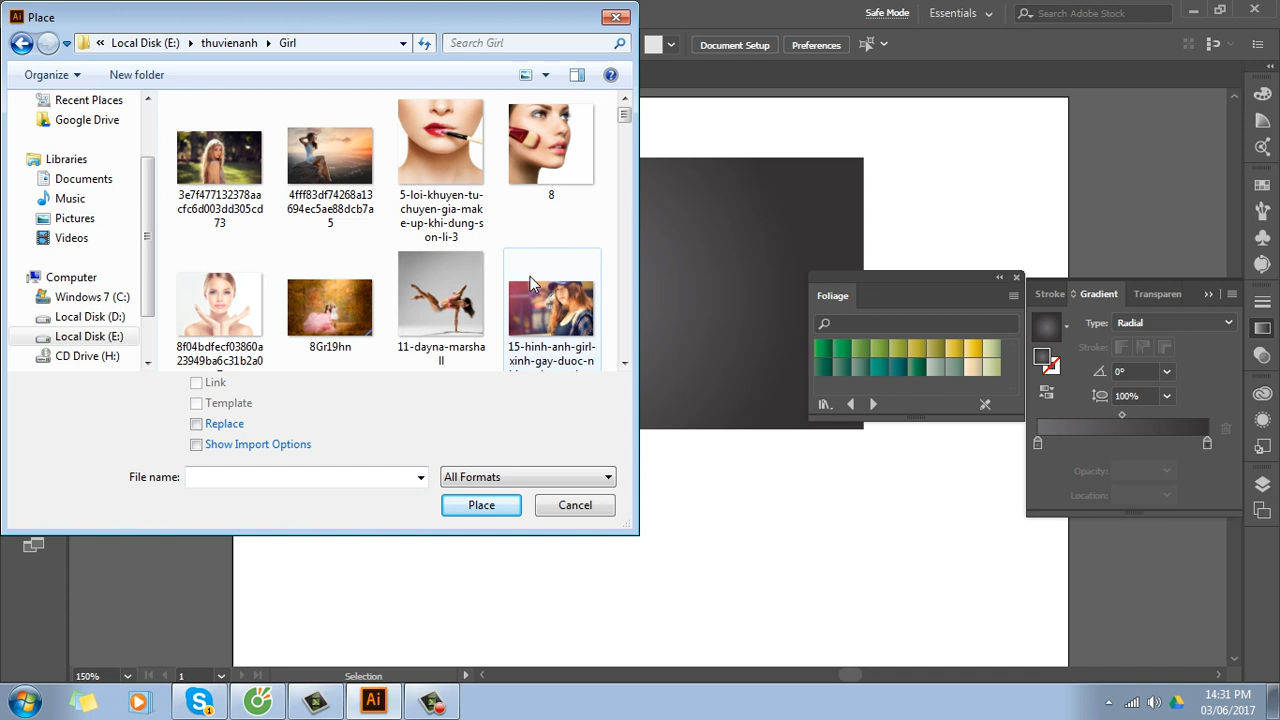 Ai Place
« Local Disk (E:) ▸ thuvienanh ▸ Girl
Search Girl
Organize
New folder
Recent Places
Google Drive
Libraries
Documents
Music
Pictures
Videos
Computer
Windows 7 (C:)
Local Disk (D:)
Local Disk (E:)
CD Drive (H:)
3e7f477132378aa
cfc6d003dd305cd
73
4fff83df74268a13
694ec5ae88dcb7a
5
5-loi-khuyen-tu-
chuyen-gia-mak
e-up-khi-dung-s
on-li-3
8
8f04bdfecf03860a
23949ba6c31b2a0
8Gr19hn
11-dayna-marsha
ll
15-hinh-anh-girl-
xinh-gay-duoc-n
Link
Template
Replace
Show Import Options
File name:
All Formats
Place
Cancel
Safe Mode
Essentials
Search Adobe Stock
Document Setup
Preferences
Foliage
Stroke
Gradient
Transparen
Type:
Radial
Stroke:
0°
100%
Opacity:
Location:
150%
1
Selection
Ai
14:31 PM
03/06/2017